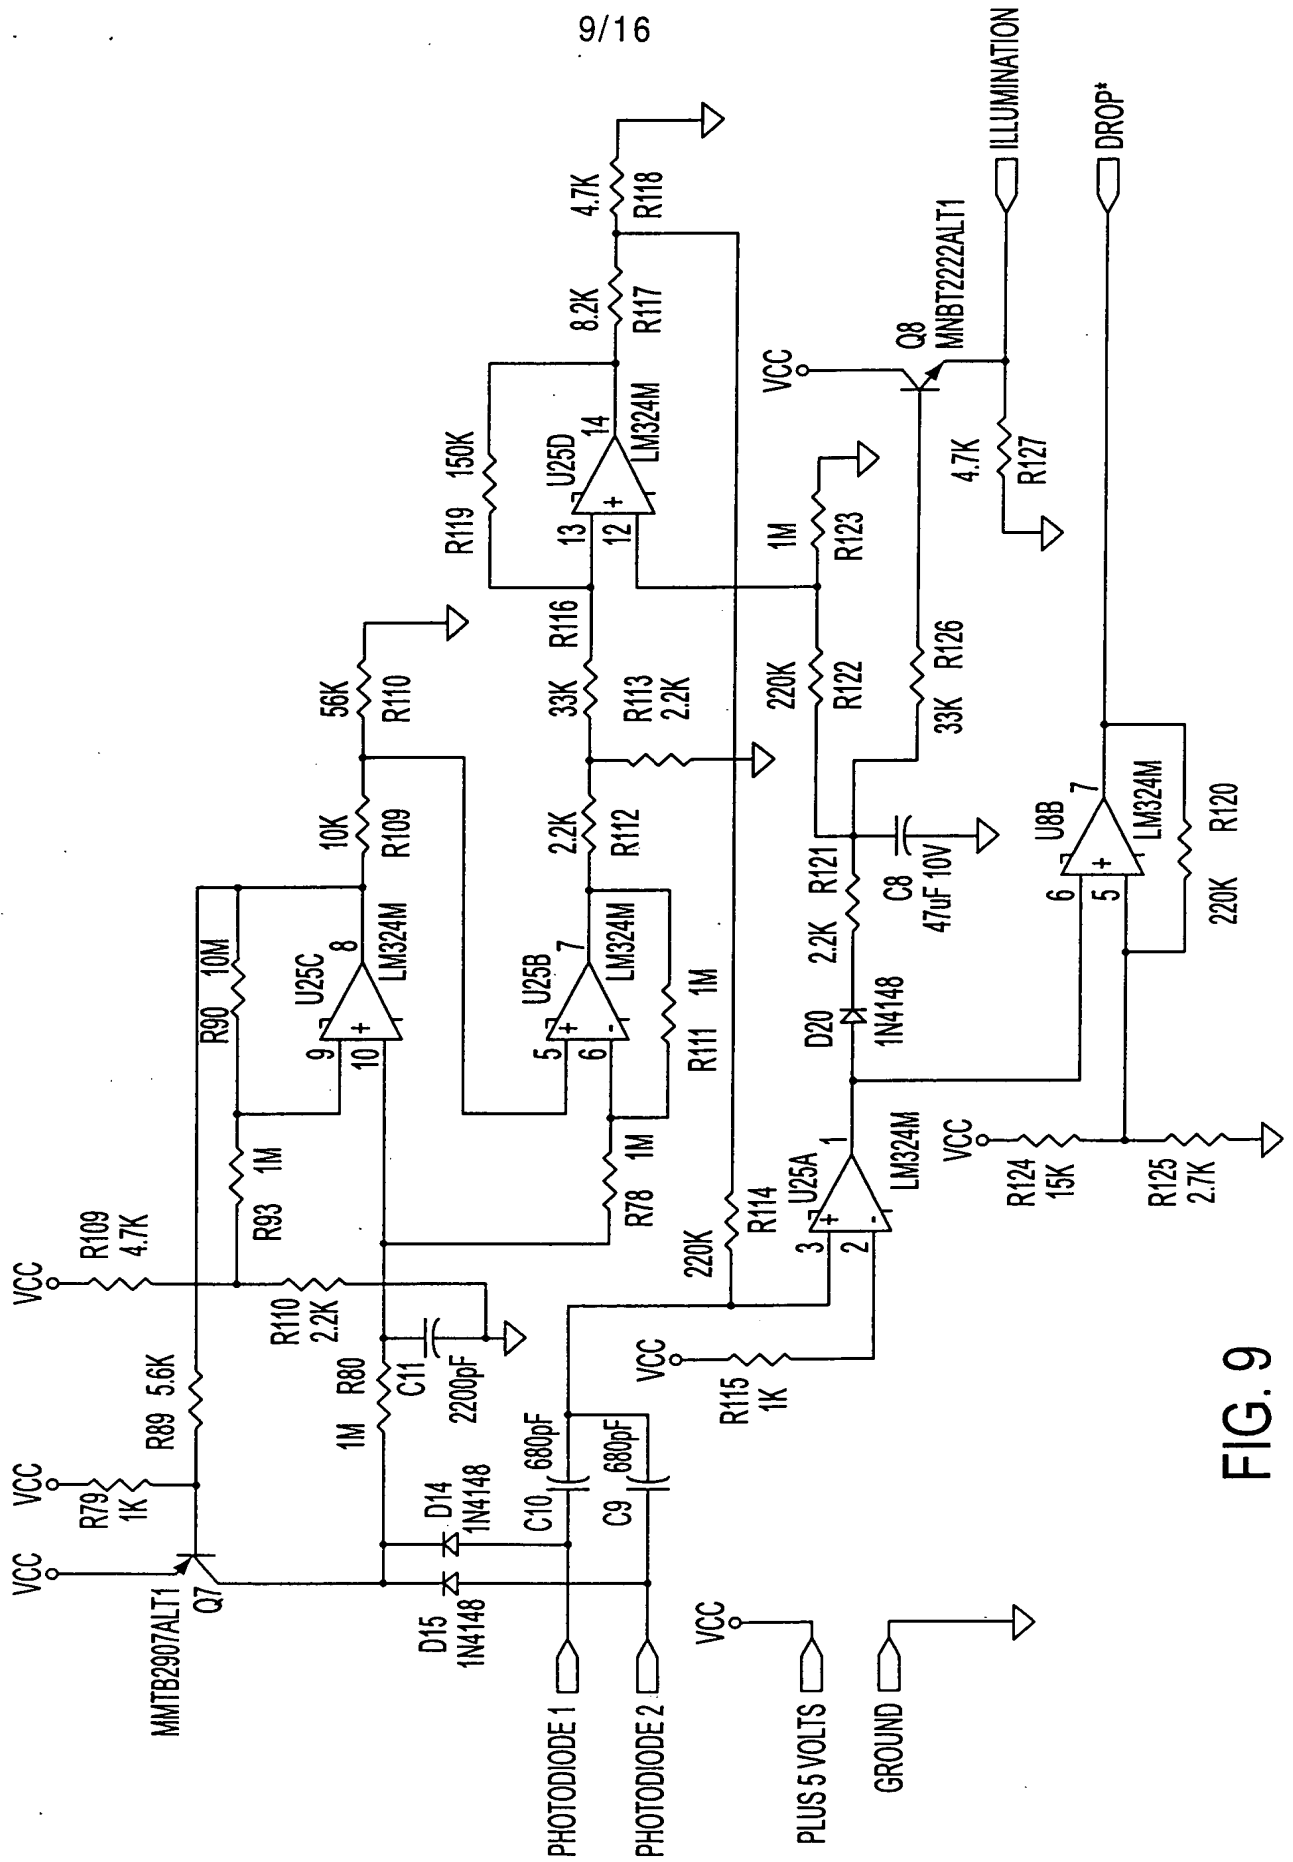 9/16
VCC
MMTB2907ALT1
Q7
VCC
R79
1K
R89 5.6K
VCC
R109
4.7K
R93 1M
R90 10M
R110
2.2K
1M R80
C11
2200pF
9
10
+
U25C
8
LM324M
10K
R109
56K
R110
D15
1N4148
D14
1N4148
R78
1M
5
6
+
-
U25B
7
LM324M
R111 1M
2.2K
R112
33K
R116
R113
2.2K
R119 150K
13
12
+
U25D
14
LM324M
8.2K
R117
4.7K
R118
PHOTODIODE 1
PHOTODIODE 2
C10 680pF
C9 680pF
220K
R114
VCC
R115
1K
3
2
+
-
U25A
1
LM324M
D20
1N4148
2.2K R121
C8
47uF 10V
220K
R122
1M
R123
33K R126
VCC
Q8
MNBT2222ALT1
4.7K
R127
ILLUMINATION
VCC
PLUS 5 VOLTS
GROUND
VCC
R124
15K
R125
2.7K
6
5
+
U8B
7
LM324M
220K R120
DROP*
FIG. 9